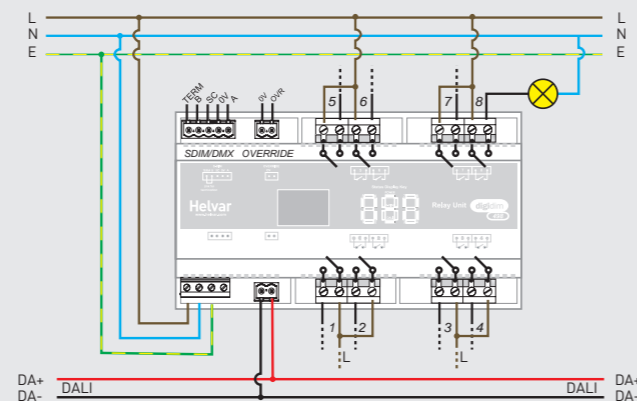 L L
N N
E E
TERM B SC 0V A 0V OVR
5 6 7 8
SDIM/DMX OVERRIDE
Helvar
Relay Unit digidim
1 2 3 4
L L
DA+ DALI DALI DA+
DA- DA-